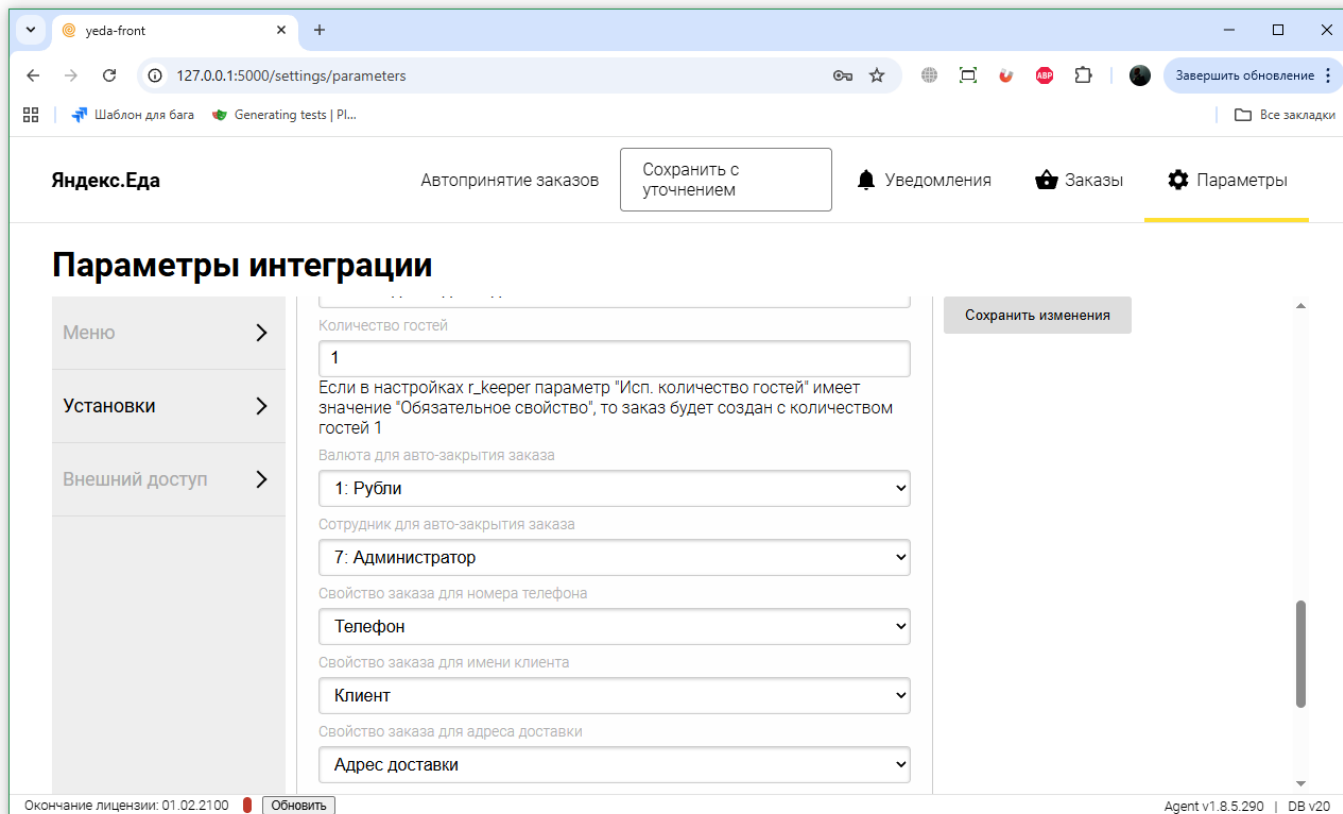 yeda-front
127.0.0.1:5000/settings/parameters
ABP
Завершить обновление
Шаблон для бага
Generating tests | Pl...
Все закладки
Яндекс.Еда
Автопринятие заказов
Сохранить с
уточнением
Уведомления
Заказы
Параметры
Параметры интеграции
Меню
Установки
Внешний доступ
Количество гостей
1
Если в настройках r_keeper параметр "Исп. количество гостей" имеет
значение "Обязательное свойство", то заказ будет создан с количеством
гостей 1
Валюта для авто-закрытия заказа
1: Рубли
Сотрудник для авто-закрытия заказа
7: Администратор
Свойство заказа для номера телефона
Телефон
Свойство заказа для имени клиента
Клиент
Свойство заказа для адреса доставки
Адрес доставки
Сохранить изменения
Окончание лицензии: 01.02.2100
Обновить
Agent v1.8.5.290 | DB v20